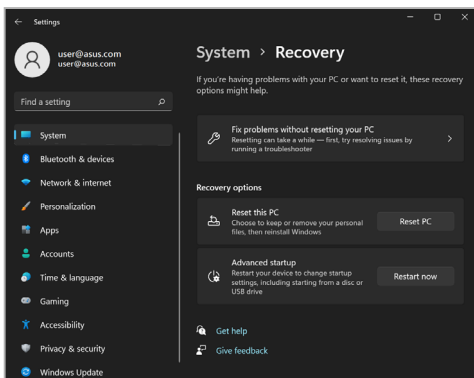 Settings
user@asus.com
user@asus.com
Find a setting
System
Bluetooth & devices
Network & internet
Personalization
Apps
Accounts
Time & language
Gaming
Accessibility
Privacy & security
Windows Update
System > Recovery
If you're having problems with your PC or want to reset it, these recovery
options might help.
Fix problems without resetting your PC
Resetting can take a while — first, try resolving issues by
running a troubleshooter
Recovery options
Reset this PC
Choose to keep or remove your personal
files, then reinstall Windows
Reset PC
Advanced startup
Restart your device to change startup
settings, including starting from a disc or
USB drive
Restart now
Get help
Give feedback